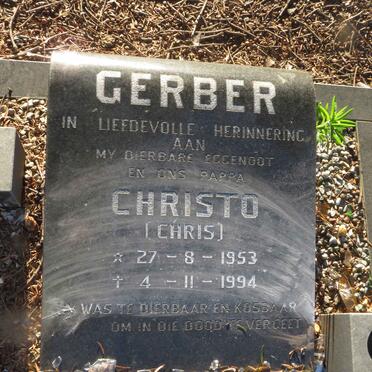 GERBER
IN LIEFDEVOLLE HERINNERING
AAN
MY DIERBARE EGGENOOT
EN ONS PAPPA
CHRISTO
(CHRIS)
☆ 27-8-1953
† 4-11-1994
WAS TE DIERBAAR EN KOSBAAR
OM IN DIE DOOD TE VERGEET